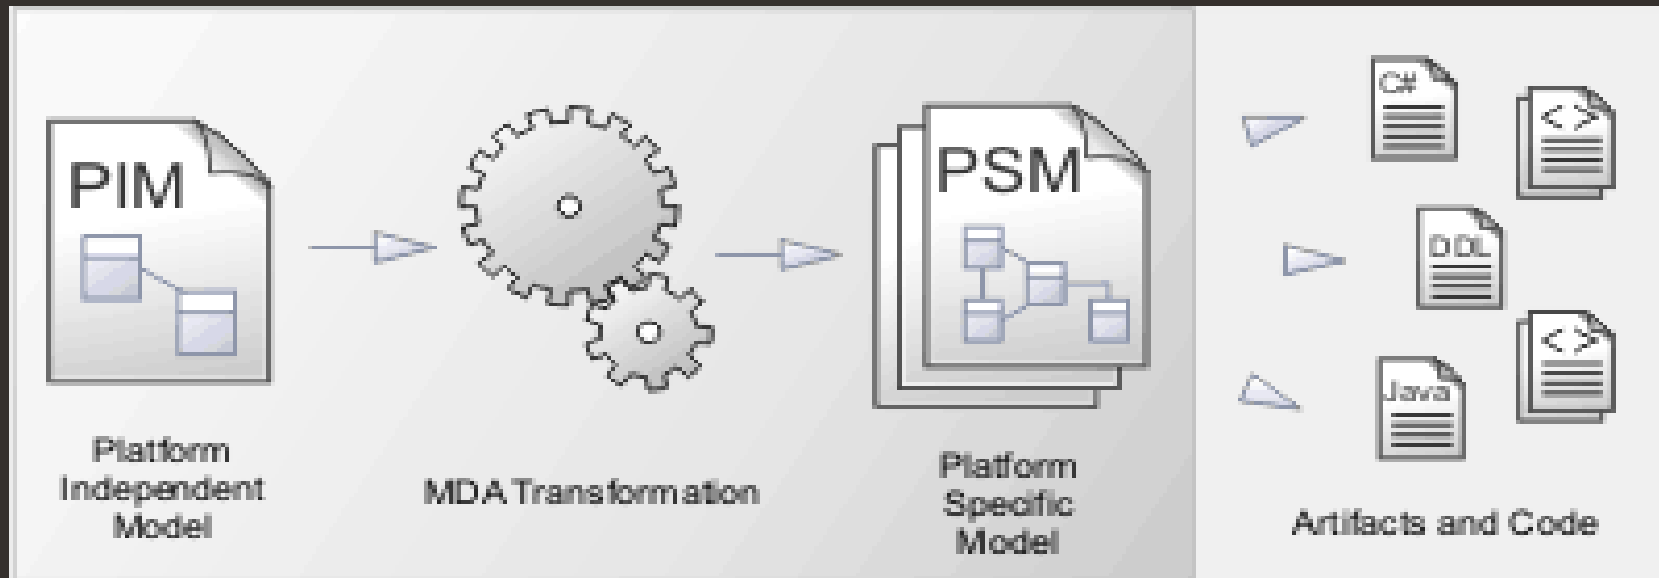 PIM
Platform
Independent
Model
MDA Transformation
PSM
Platform
Specific
Model
C#
<>
DDL
<>
Java
Artifacts and Code